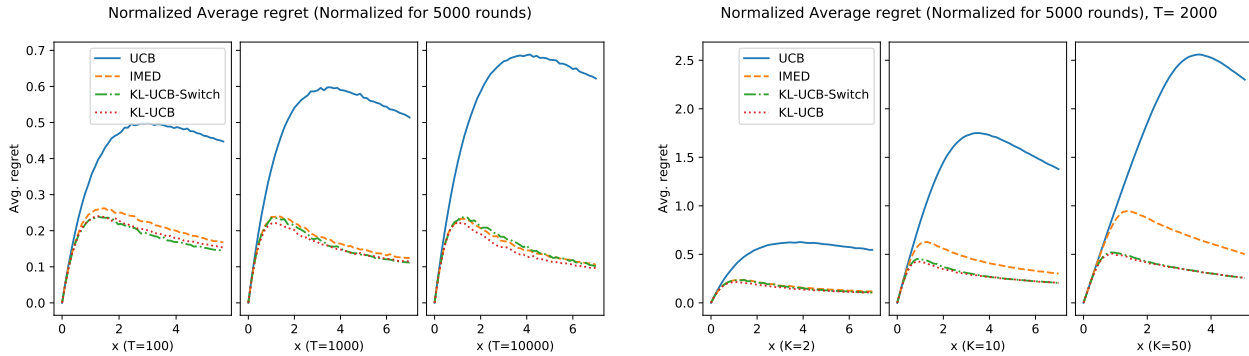 Normalized Average regret (Normalized for 5000 rounds)
Avg. regret
0.7
0.6
0.5
0.4
0.3
0.2
0.1
0.0
UCB
IMED
KL-UCB-Switch
KL-UCB
0 2 4
0 2 4 6
0 2 4 6
x (T=100)
x (T=1000)
x (T=10000)
Normalized Average regret (Normalized for 5000 rounds), T= 2000
Avg. regret
2.5
2.0
1.5
1.0
0.5
0.0
UCB
IMED
KL-UCB-Switch
KL-UCB
0 2 4 6
0 2 4 6
0 2 4
x (K=2)
x (K=10)
x (K=50)